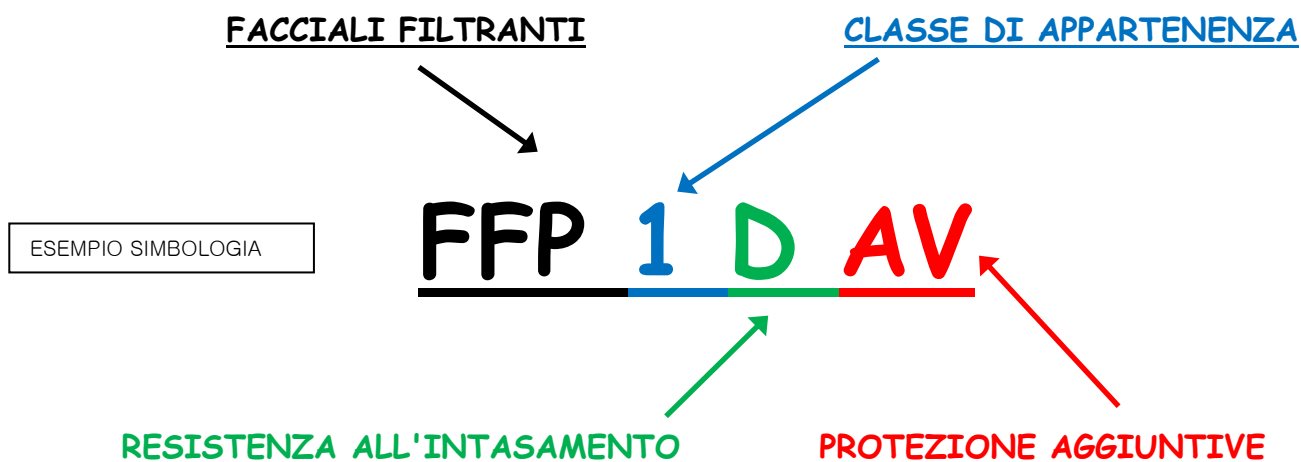 FACCIALI FILTRANTI
CLASSE DI APPARTENENZA
ESEMPIO SIMBOLOGIA
FFP 1 D AV
RESISTENZA ALL'INTASAMENTO
PROTEZIONE AGGIUNTIVE